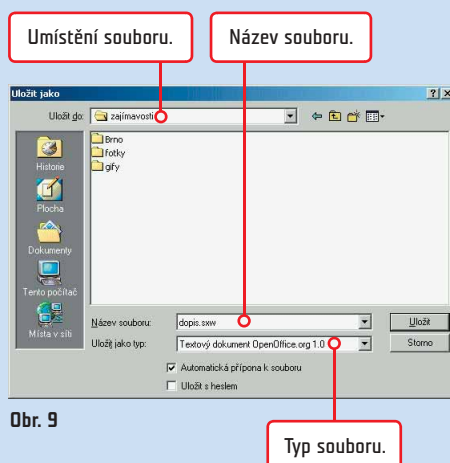 Umístění souboru.
Název souboru.
Uložit jako
Uložit do:
zajímavosti
Brno
fotky
gify
Historie
Plocha
Dokumenty
Tento počítač
Místa v síti
Název souboru:
dopis.sxw
Uložit
Uložit jako typ:
Textový dokument OpenOffice.org 1.0
Storno
Automatická přípona k souboru
Uložit s heslem
Obr. 9
Typ souboru.